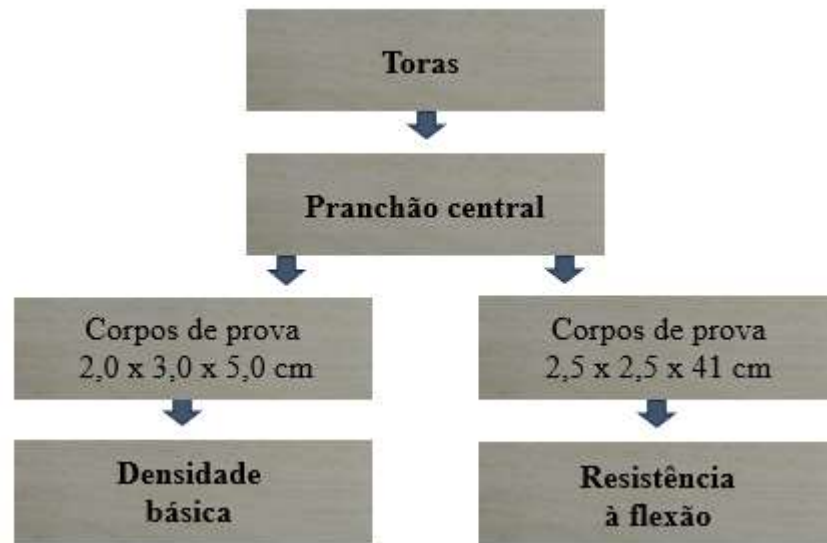 Toras
Pranchão central
Corpos de prova
2,0 x 3,0 x 5,0 cm
Densidade
básica
Corpos de prova
2,5 x 2,5 x 41 cm
Resistência
à flexão